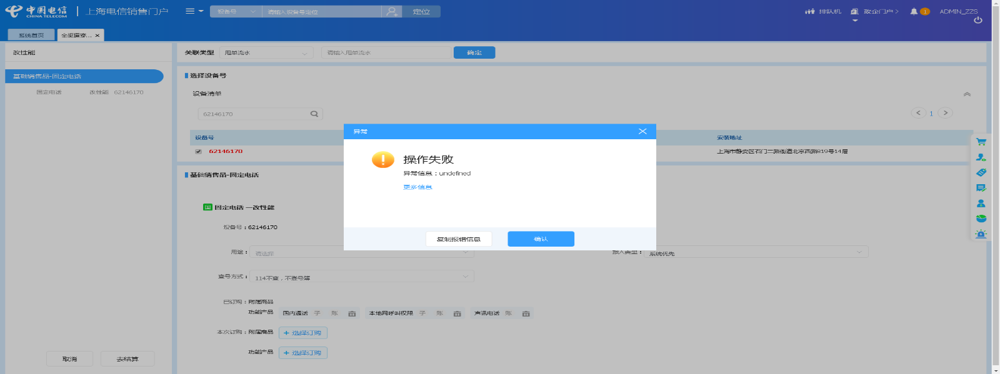 中国电信 CHINA TELECOM 上海电信销售门户 设备号 请输入设备号定位 定位 排队机 政企门户 1 ADMIN_ZZS
系统首页 全渠道受... ×
改性能
关联类型 甩单流水 请输入甩单流水 确定
基础销售品-固定电话
固定电话 改性能 62146170
选择设备号
设备清单
62146170
< 1 >
设备号 安装地址
62146170 上海市静安区石门二路街道北京西路819号14层
异常
操作失败
异常信息：undefined
更多信息
复制报错信息 确认
基础销售品-固定电话
固定电话 一改性能
设备号：62146170
用途： 请选择 接入类型： 系统优先
查号方式： 114不查，不登号簿
已订购：附属商品
功能产品 国内通话 子 账 本地网呼叫权限 子 账 声讯电话 账
本次订购：附属商品 + 选择订购
功能产品 + 选择订购
取消 去结算